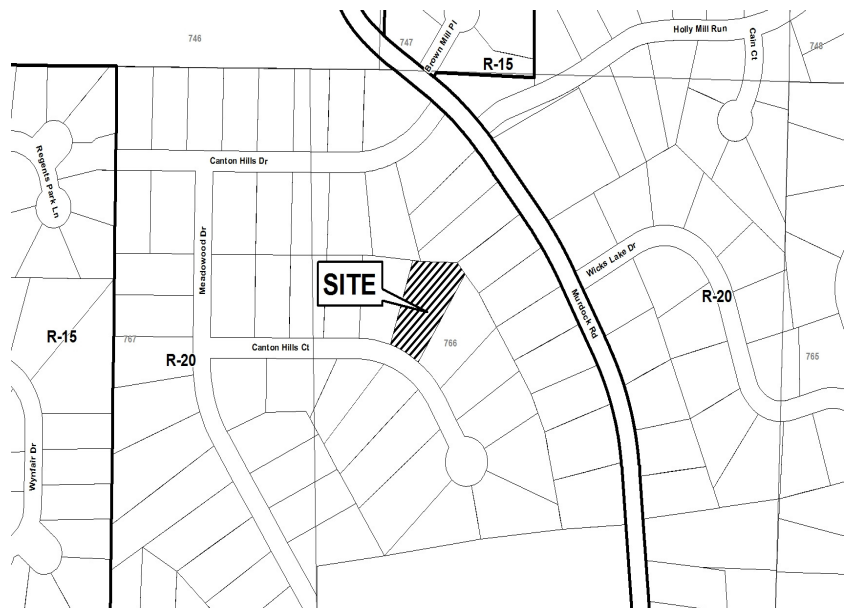 746
747
Brown Mill Pl
R-15
Holly Mill Run
Cain Ct
748
Regents Park Ln
Canton Hills Dr
Meadowood Dr
SITE
Wicks Lake Dr
R-20
Murdock Rd
R-15
767
R-20
Canton Hills Ct
766
765
Wynfair Dr